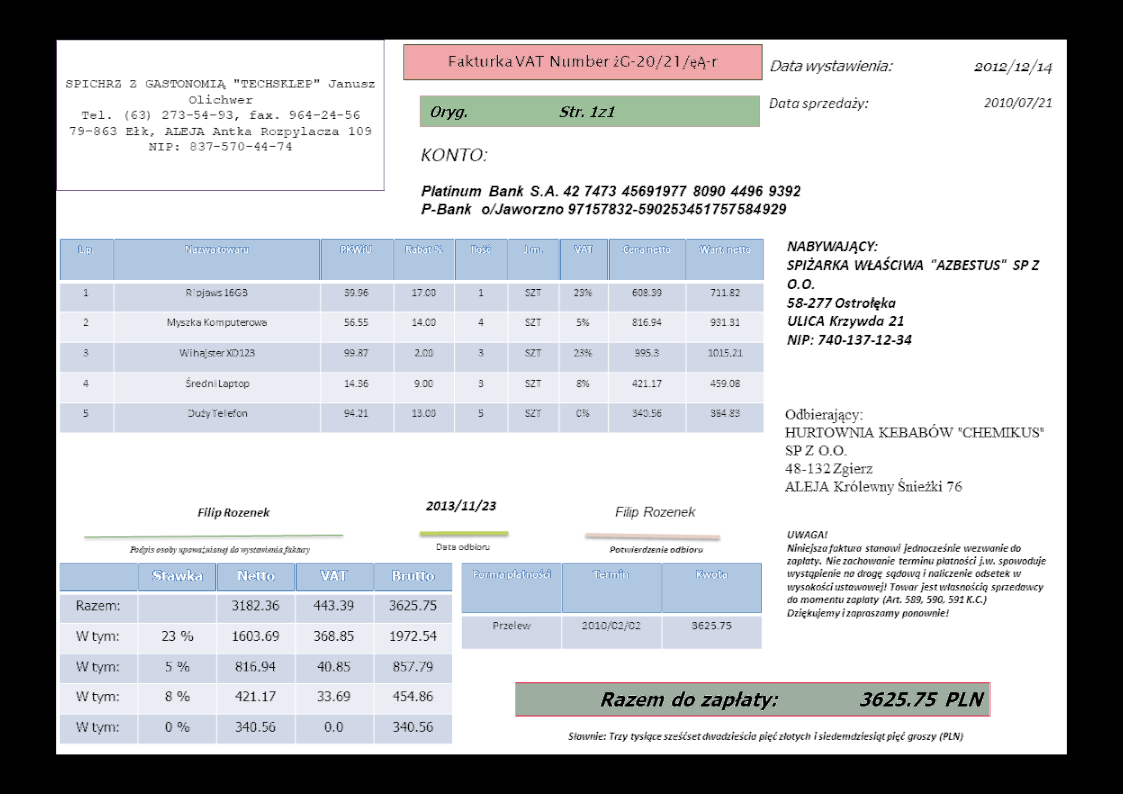 SPICHRZ Z GASTONOMIĄ "TECHSKLEP" Janusz
Olichwer
Tel. (63) 273-54-93, fax. 964-24-56
79-863 Ełk, ALEJA Antka Rozpylacza 109
NIP: 837-570-44-74
Fakturka VAT Number żG-20/21/ęĄ-r
Oryg. Str. 1z1
Data wystawienia: 2012/12/14
Data sprzedaży: 2010/07/21
KONTO:
Platinum Bank S.A. 42 7473 45691977 8090 4496 9392
P-Bank o/Jaworzno 97157832-590253451757584929
L.p. Nazwa towaru PKWiU Rabat % Ilość J.m. VAT Cena netto Wart. netto
1 Ripjaws 16GB 39.96 17.00 1 SZT 23% 608.39 711.82
2 Myszka Komputerowa 56.55 14.00 4 SZT 5% 816.94 931.31
3 Wihajster XD123 99.87 2.00 3 SZT 23% 995.3 1015.21
4 Średni Laptop 14.36 9.00 3 SZT 8% 421.17 459.08
5 Duży Telefon 94.21 13.00 5 SZT 0% 340.56 384.83
NABYWAJĄCY:
SPIŻARKA WŁAŚCIWA "AZBESTUS" SP Z
O.O.
58-277 Ostrołęka
ULICA Krzywda 21
NIP: 740-137-12-34
Odbierający:
HURTOWNIA KEBABÓW "CHEMIKUS"
SP Z O.O.
48-132 Zgierz
ALEJA Królewny Śnieżki 76
Filip Rozenek
Podpis osoby upoważnionej do wystawienia faktury
2013/11/23
Data odbioru
Filip Rozenek
Potwierdzenie odbioru
UWAGA!
Niniejsza faktura stanowi jednocześnie wezwanie do
zapłaty. Nie zachowanie terminu płatności j.w. spowoduje
wystąpienie na drogę sądową i naliczenie odsetek w
wysokości ustawowej! Towar jest własnością sprzedawcy
do momentu zapłaty (Art. 589, 590, 591 K.C.)
Dziękujemy i zapraszamy ponownie!
Stawka Netto VAT Brutto
Razem: 3182.36 443.39 3625.75
W tym: 23 % 1603.69 368.85 1972.54
W tym: 5 % 816.94 40.85 857.79
W tym: 8 % 421.17 33.69 454.86
W tym: 0 % 340.56 0.0 340.56
Forma płatności Termin Kwota
Przelew 2010/02/02 3625.75
Razem do zapłaty: 3625.75 PLN
Słownie: Trzy tysiące sześćset dwadzieścia pięć złotych i siedemdziesiąt pięć groszy (PLN)